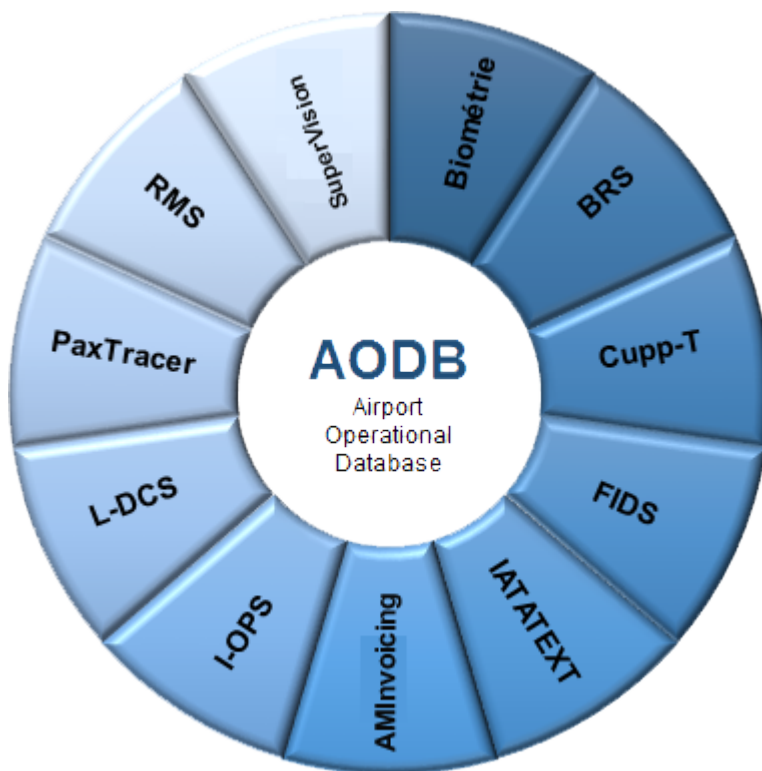 AODB
Airport
Operational
Database
Biométrie
BRS
Cupp-T
FIDS
IATATEXT
AMInvoicing
I-OPS
L-DCS
PaxTracer
RMS
SuperVision